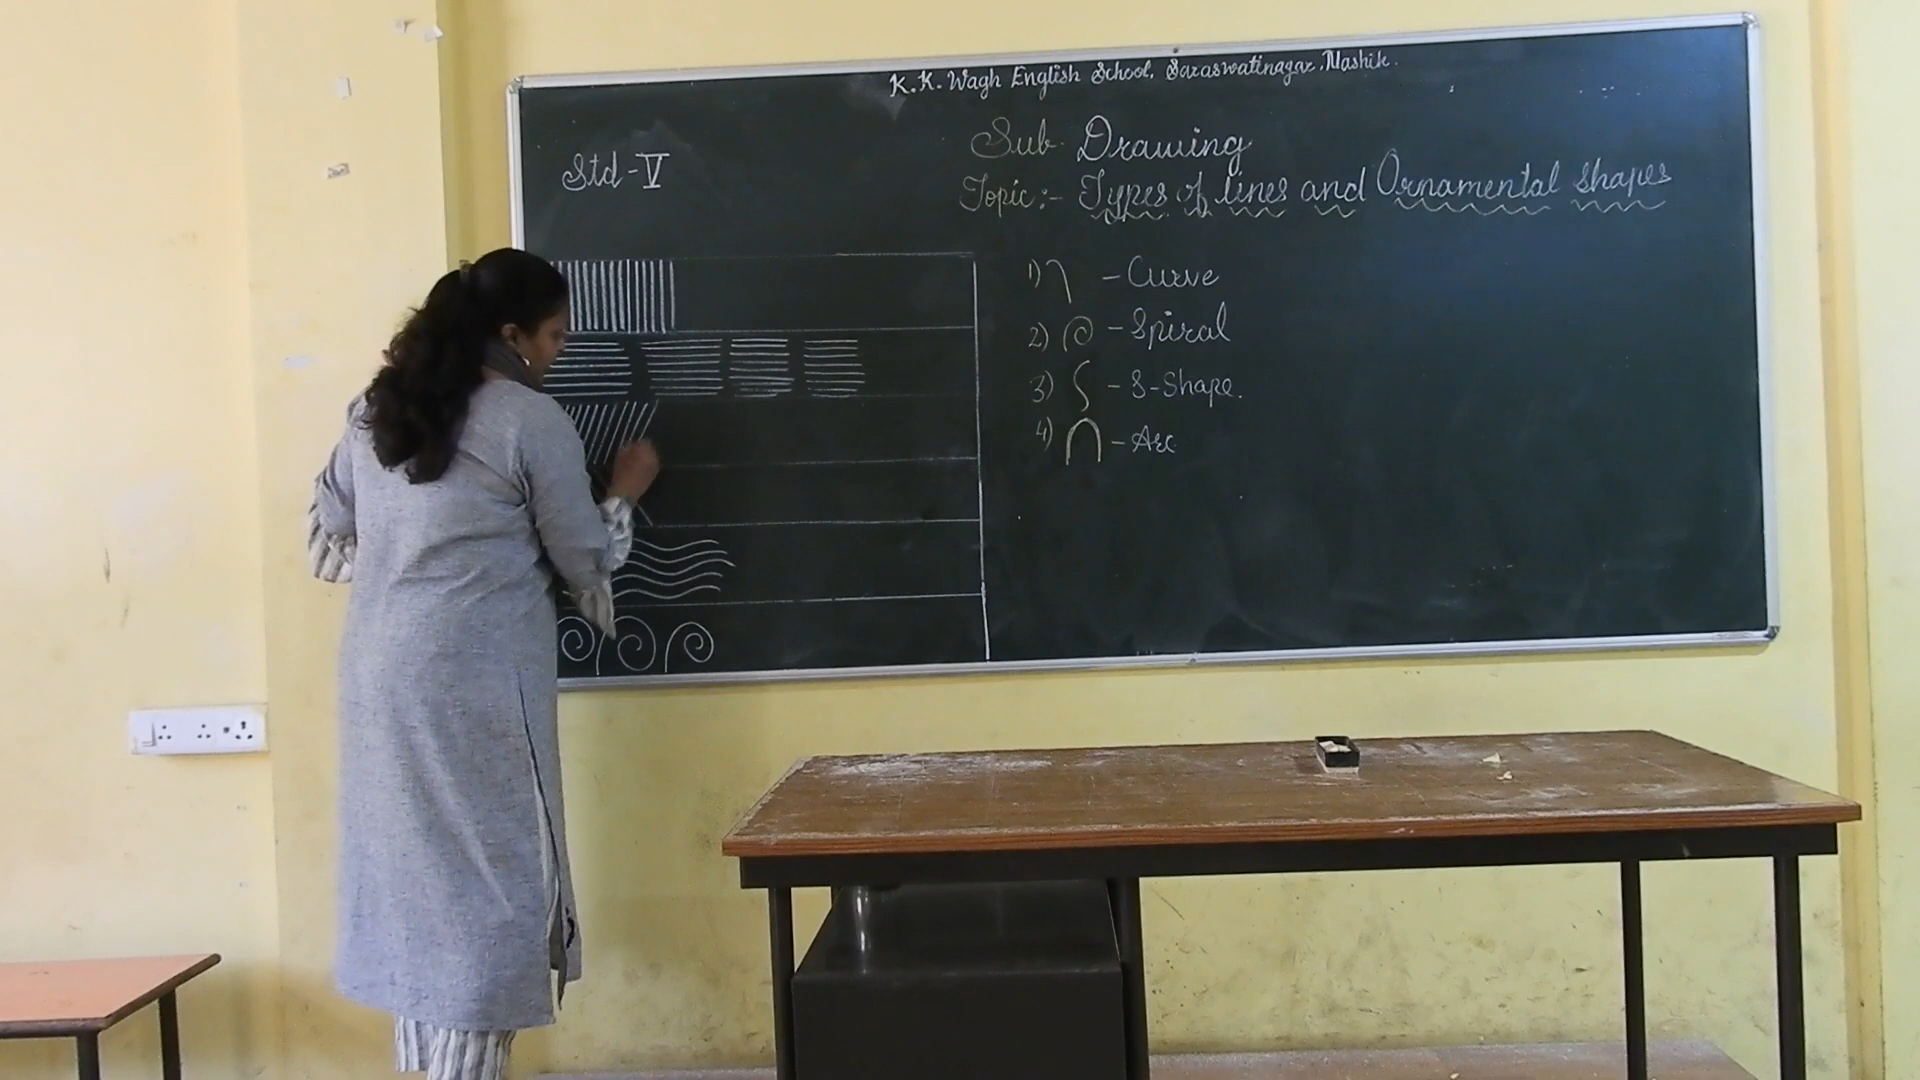 K.K. Wagh English School, Saraswatinagar, Nashik.
Std - V
Sub- Drawing
Topic:- Types of lines and Ornamental shapes
1) - Curve
2) - Spiral
3) - S-Shape.
4) - Arc